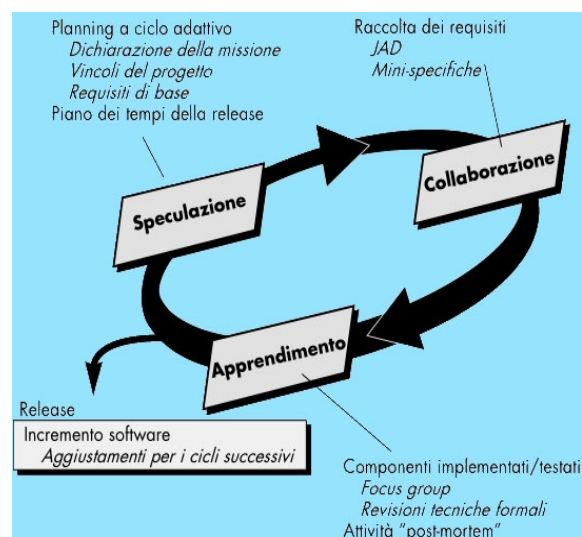 Planning a ciclo adattivo
Dichiarazione della missione
Vincoli del progetto
Requisiti di base
Piano dei tempi della release
Raccolta dei requisiti
JAD
Mini-specifiche
Speculazione
Collaborazione
Apprendimento
Release
Incremento software
Aggiustamenti per i cicli successivi
Componenti implementati/testati
Focus group
Revisioni tecniche formali
Attività "post-mortem"